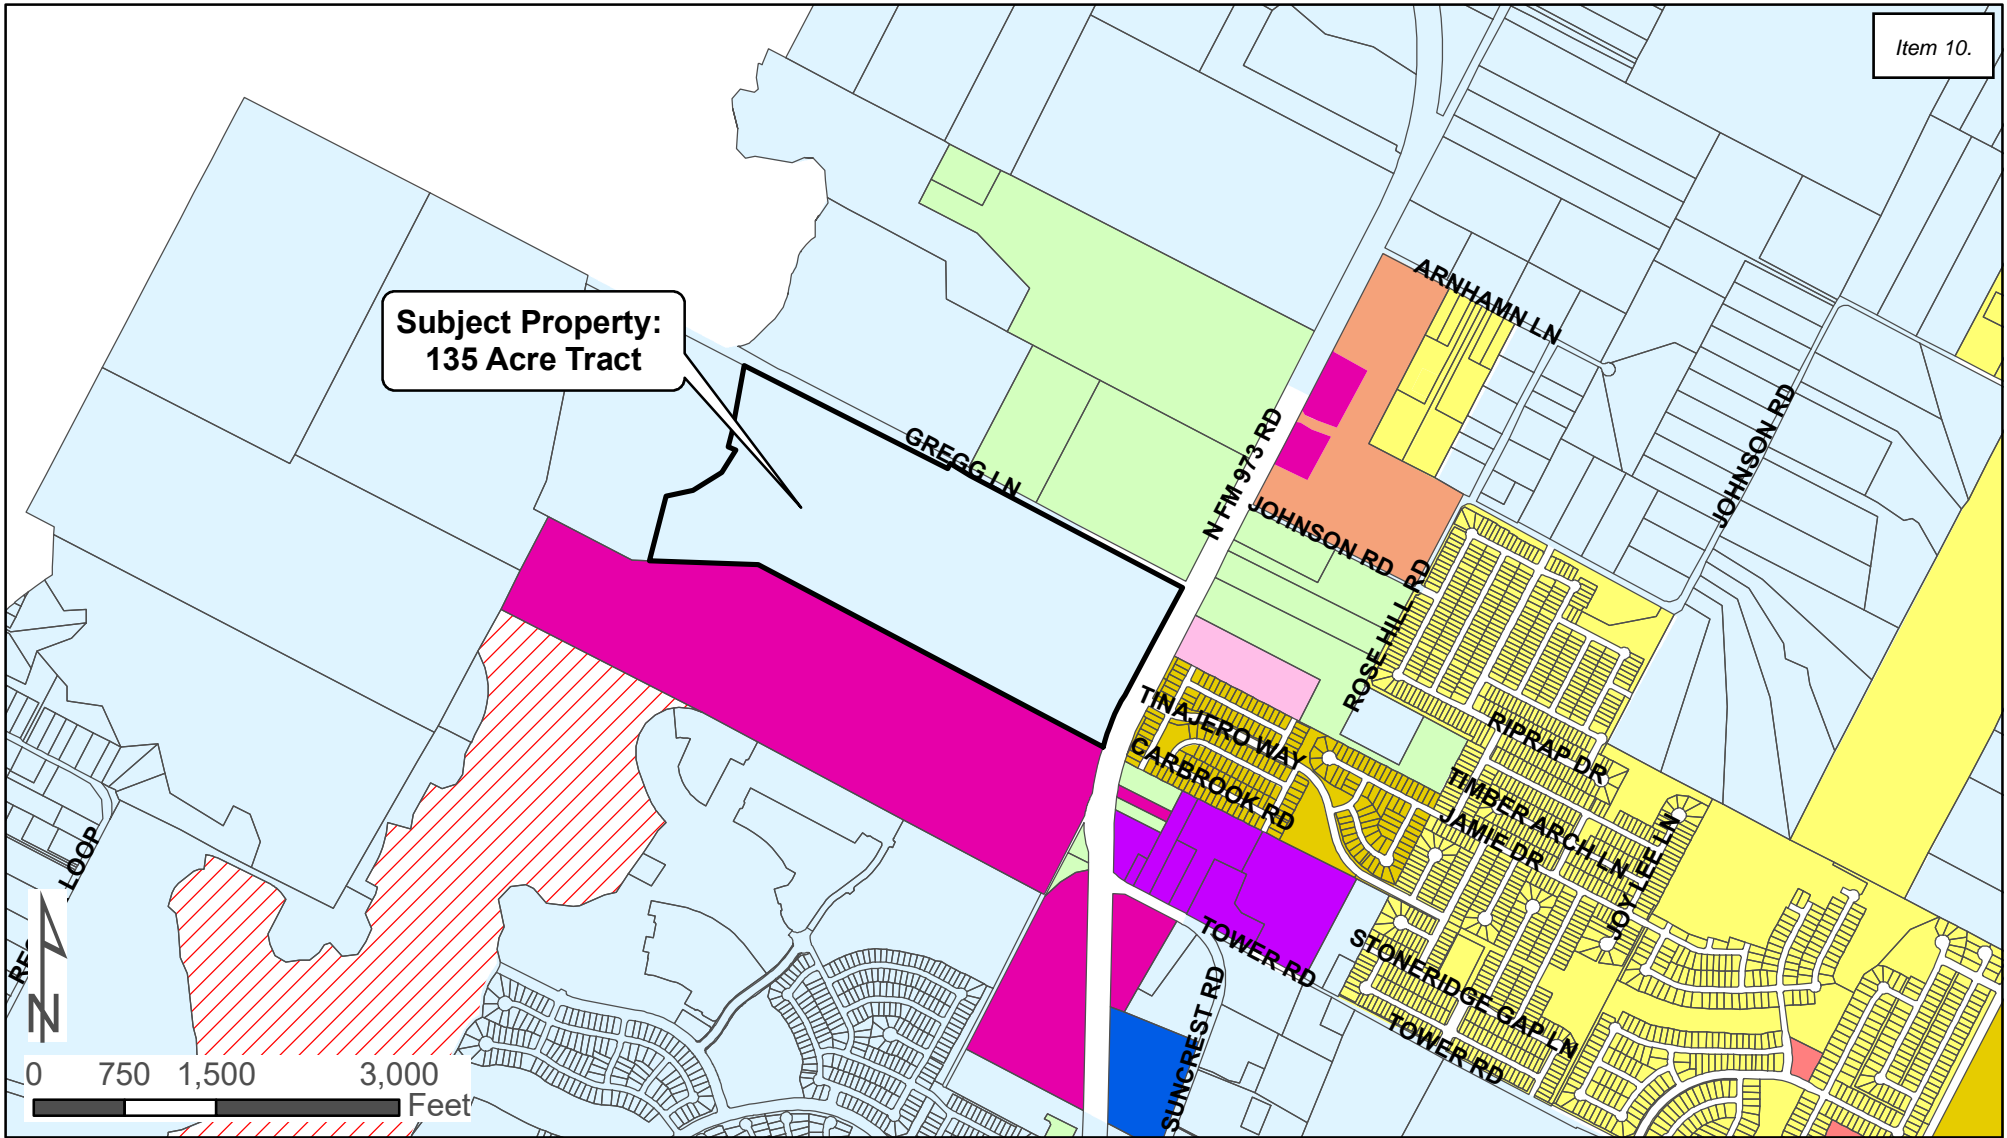 Item 10.
Subject Property:
135 Acre Tract
ARNHAMN LN
GREGG LN
N FM 973 RD
JOHNSON RD
JOHNSON RD
ROSE HILL RD
TINAJERO WAY
CARBROOK RD
RIPRAP DR
TIMBER ARCH LN
JAMIE DR
JOY LEE LN
TOWER RD
STONERIDGE GAP LN
TOWER RD
SUNCREST RD
LOOP
N
0 750 1,500 3,000
Feet